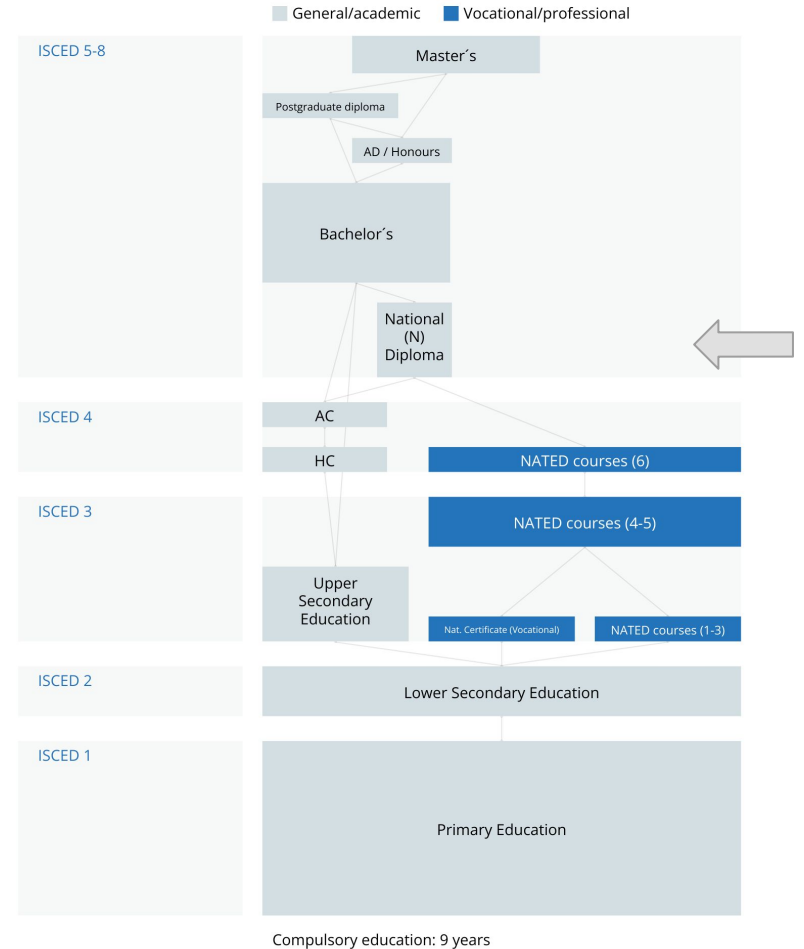 General/academic Vocational/professional
ISCED 5-8
Master´s
Postgraduate diploma
AD / Honours
Bachelor´s
National
(N)
Diploma
ISCED 4
AC
HC
NATED courses (6)
ISCED 3
NATED courses (4-5)
Upper
Secondary
Education
Nat. Certificate (Vocational)
NATED courses (1-3)
ISCED 2
Lower Secondary Education
ISCED 1
Primary Education
Compulsory education: 9 years